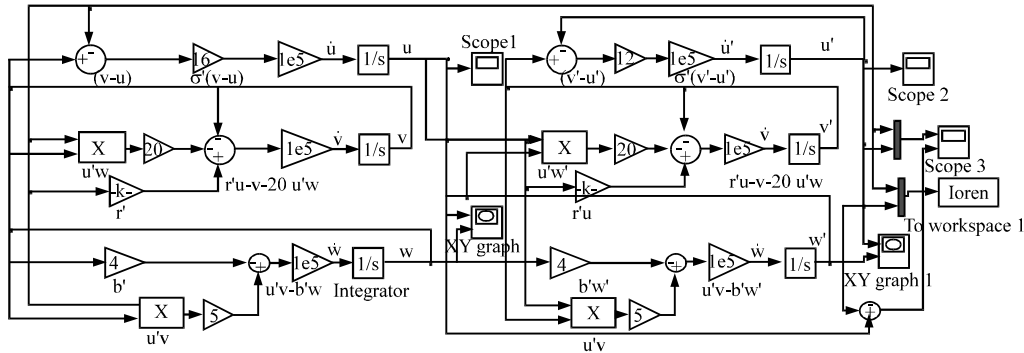 + - 16 1e5 u̇ 1/s u
(v-u) σ'(v-u)
Scope1
+ - 12 1e5 u̇' 1/s u'
(v'-u') σ'(v'-u')
Scope 2
X 20 - - + 1e5 v̇ 1/s v
u'w r'u-v-20 u'w
-k-
r'
X 20 - - + 1e5 v̇ 1/s v'
u'w' r'u-v-20 u'w
-k-
r'u
Scope 3
Ioren
To workspace 1
XY graph
4 + 1e5 ẇ 1/s w
b' u'v-b'w Integrator
X 5
u'v
4 + 1e5 ẇ 1/s w'
b'w' u'v-b'w'
X 5
u'v
XY graph 1
+